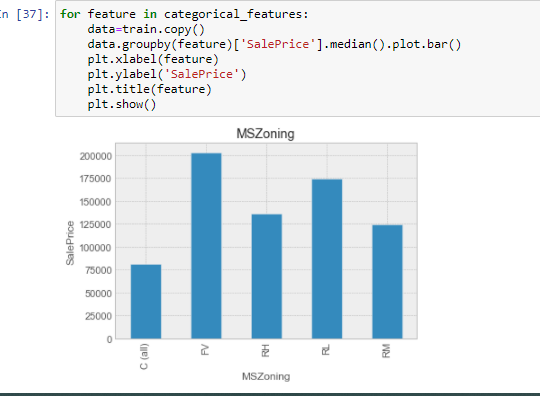 n [37]: for feature in categorical_features:
data=train.copy()
data.groupby(feature)['SalePrice'].median().plot.bar()
plt.xlabel(feature)
plt.ylabel('SalePrice')
plt.title(feature)
plt.show()
MSZoning
200000
175000
150000
125000
100000
75000
50000
25000
0
SalePrice
C (all)
FV
RH
RL
RM
MSZoning